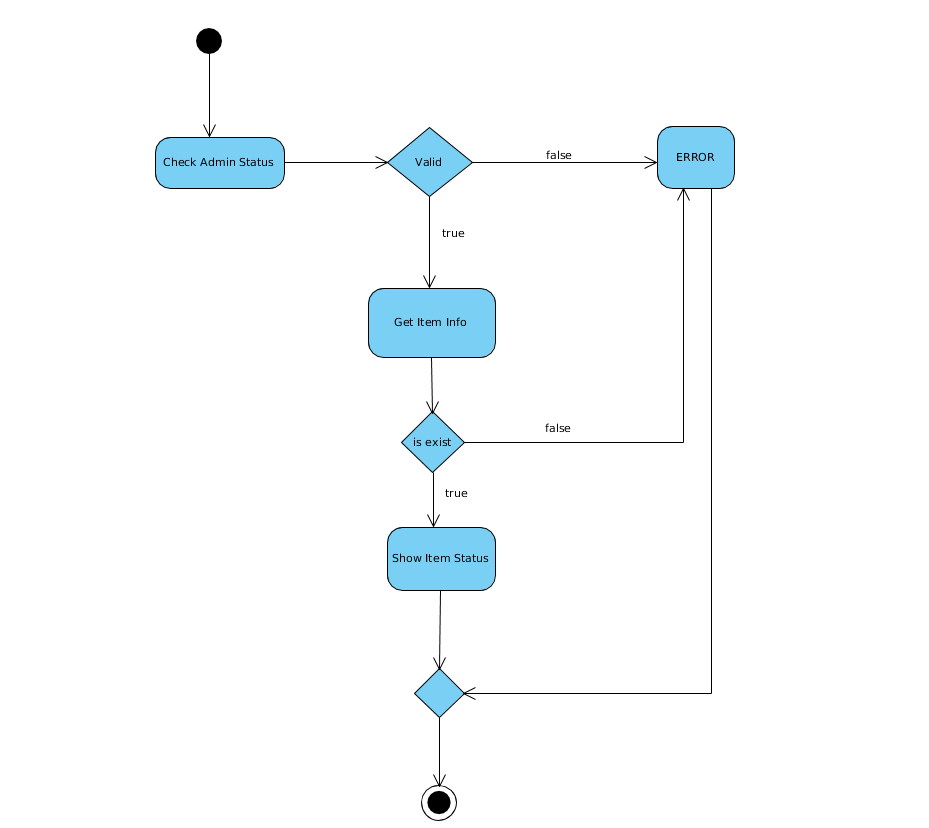 Check Admin Status
Valid
false
ERROR
true
Get Item Info
is exist
false
true
Show Item Status